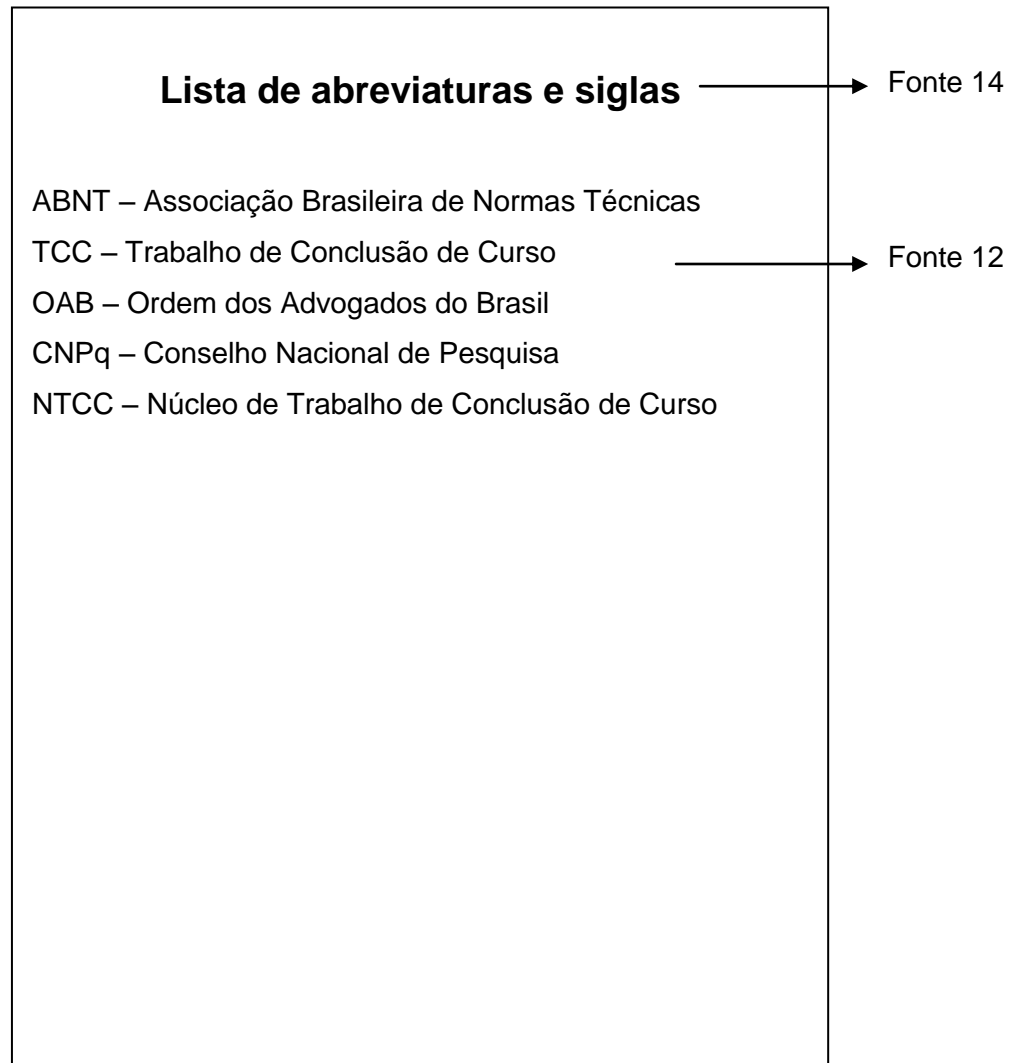 Lista de abreviaturas e siglas
Fonte 14
ABNT – Associação Brasileira de Normas Técnicas
TCC – Trabalho de Conclusão de Curso
Fonte 12
OAB – Ordem dos Advogados do Brasil
CNPq – Conselho Nacional de Pesquisa
NTCC – Núcleo de Trabalho de Conclusão de Curso